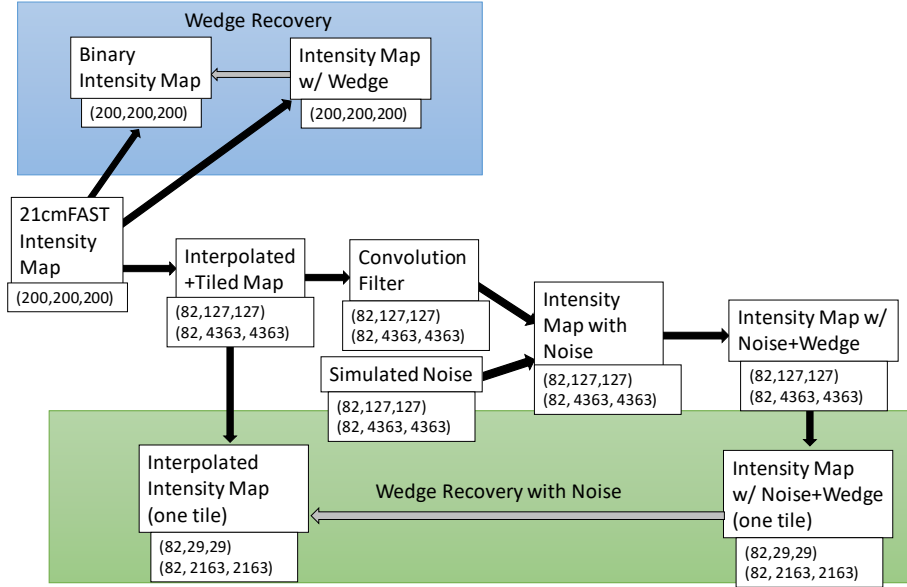 Wedge Recovery
Binary
Intensity Map
(200,200,200)
Intensity Map
w/ Wedge
(200,200,200)
21cmFAST
Intensity
Map
(200,200,200)
Interpolated
+Tiled Map
(82,127,127)
(82, 4363, 4363)
Convolution
Filter
(82,127,127)
(82, 4363, 4363)
Simulated Noise
(82,127,127)
(82, 4363, 4363)
Intensity
Map with
Noise
(82,127,127)
(82, 4363, 4363)
Intensity Map w/
Noise+Wedge
(82,127,127)
(82, 4363, 4363)
Interpolated
Intensity Map
(one tile)
(82,29,29)
(82, 2163, 2163)
Wedge Recovery with Noise
Intensity Map
w/ Noise+Wedge
(one tile)
(82,29,29)
(82, 2163, 2163)